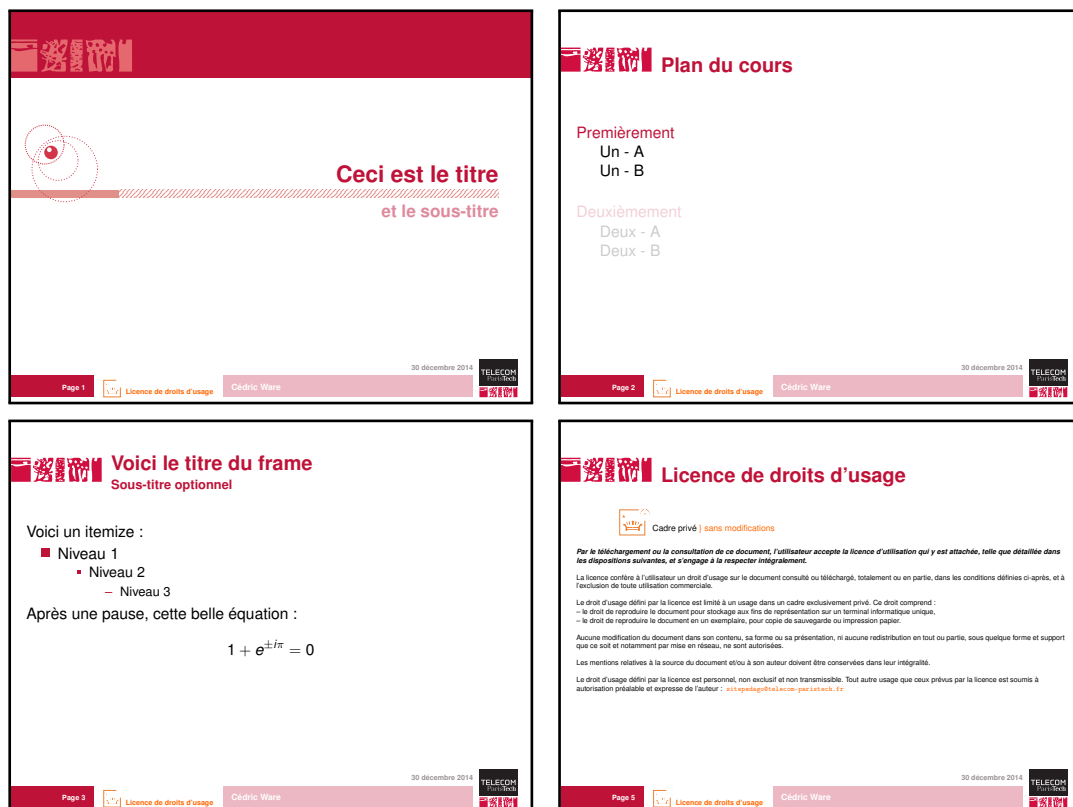 Ceci est le titre
et le sous-titre
30 décembre 2014
TELECOM
ParisTech
Page 1
Licence de droits d'usage
Cédric Ware
Plan du cours
Premièrement
Un - A
Un - B
Deuxièmement
Deux - A
Deux - B
30 décembre 2014
TELECOM
ParisTech
Page 2
Licence de droits d'usage
Cédric Ware
Voici le titre du frame
Sous-titre optionnel
Voici un itemize :
Niveau 1
Niveau 2
– Niveau 3
Après une pause, cette belle équation :
1 + e^{±iπ} = 0
30 décembre 2014
TELECOM
ParisTech
Page 3
Licence de droits d'usage
Cédric Ware
Licence de droits d'usage
Cadre privé } sans modifications
Par le téléchargement ou la consultation de ce document, l'utilisateur accepte la licence d'utilisation qui y est attachée, telle que détaillée dans
les dispositions suivantes, et s'engage à la respecter intégralement.
La licence confère à l'utilisateur un droit d'usage sur le document consulté ou téléchargé, totalement ou en partie, dans les conditions définies ci-après, et à
l'exclusion de toute utilisation commerciale.
Le droit d'usage défini par la licence est limité à un usage dans un cadre exclusivement privé. Ce droit comprend :
– le droit de reproduire le document pour stockage aux fins de représentation sur un terminal informatique unique,
– le droit de reproduire le document en un exemplaire, pour copie de sauvegarde ou impression papier.
Aucune modification du document dans son contenu, sa forme ou sa présentation, ni aucune redistribution en tout ou partie, sous quelque forme et support
que ce soit et notamment par mise en réseau, ne sont autorisées.
Les mentions relatives à la source du document et/ou à son auteur doivent être conservées dans leur intégralité.
Le droit d'usage défini par la licence est personnel, non exclusif et non transmissible. Tout autre usage que ceux prévus par la licence est soumis à
autorisation préalable et expresse de l'auteur : sitepedago@telecom-paristech.fr
30 décembre 2014
TELECOM
ParisTech
Page 5
Licence de droits d'usage
Cédric Ware